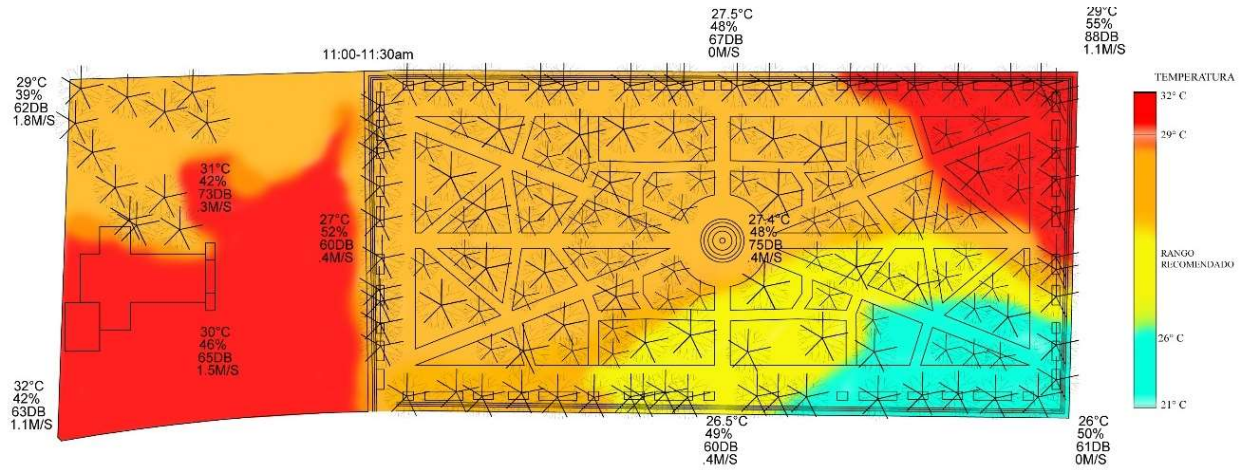 27.5°C
48%
67DB
0M/S
29°C
55%
88DB
1.1M/S
11:00-11:30am
29°C
39%
62DB
1.8M/S
31°C
42%
73DB
.3M/S
27°C
52%
60DB
.4M/S
27.4°C
48%
75DB
.4M/S
30°C
46%
65DB
1.5M/S
32°C
42%
63DB
1.1M/S
26.5°C
49%
60DB
.4M/S
26°C
50%
61DB
0M/S
TEMPERATURA
32° C
29° C
RANGO
RECOMENDADO
26° C
21° C